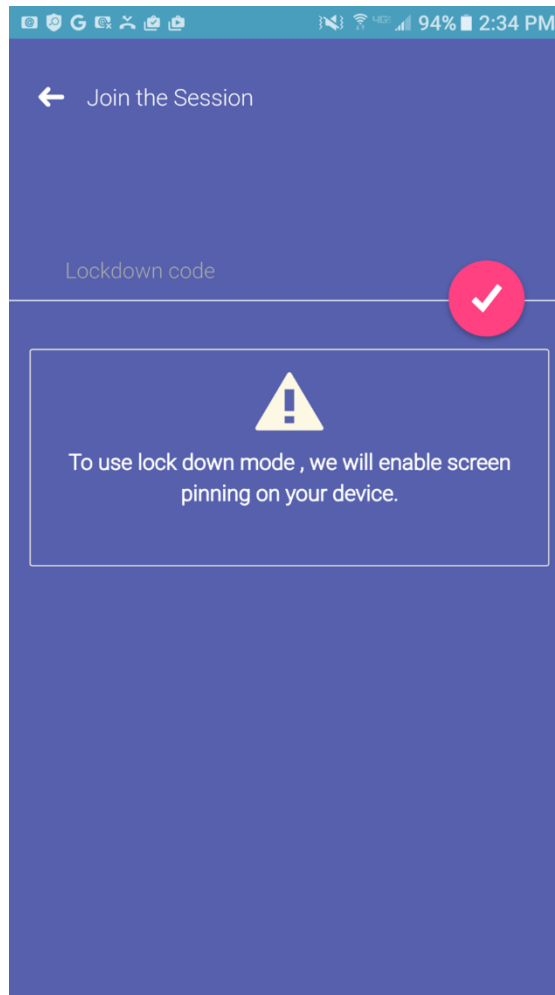 94% 2:34 PM
Join the Session
Lockdown code
To use lock down mode , we will enable screen
pinning on your device.